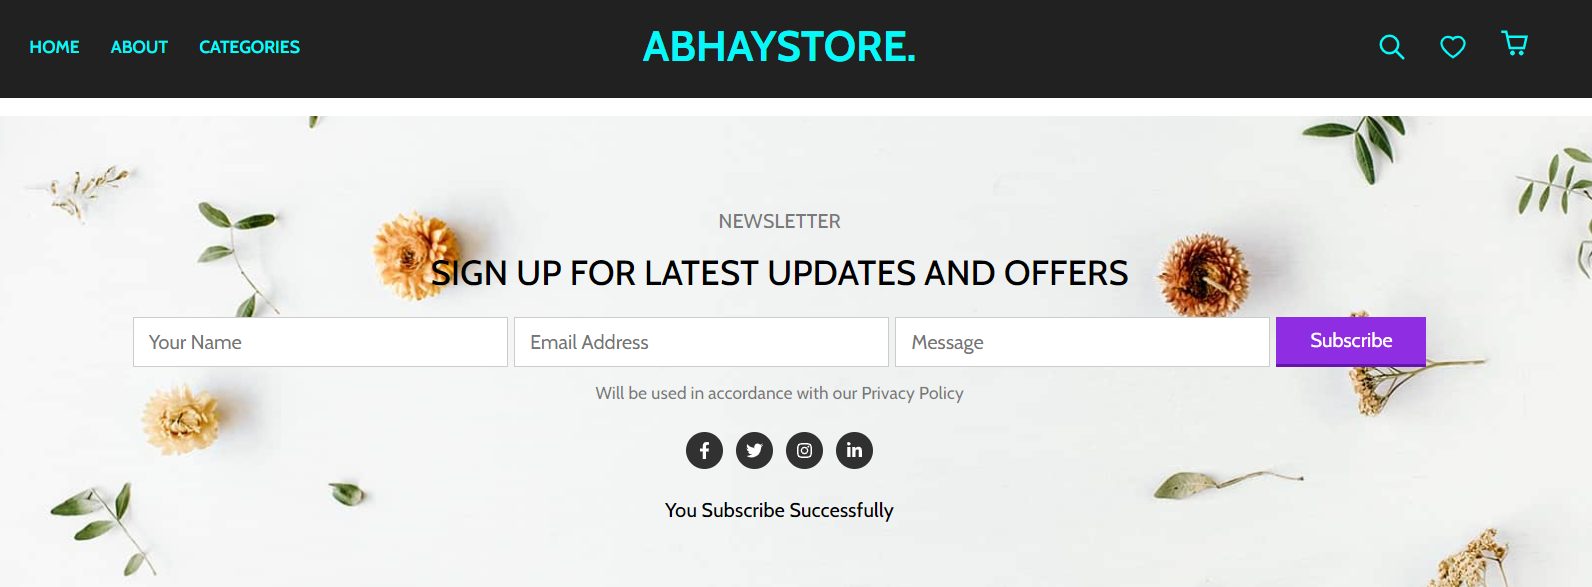 HOME ABOUT CATEGORIES ABHAYSTORE.
NEWSLETTER
SIGN UP FOR LATEST UPDATES AND OFFERS
Your Name Email Address Message Subscribe
Will be used in accordance with our Privacy Policy
You Subscribe Successfully